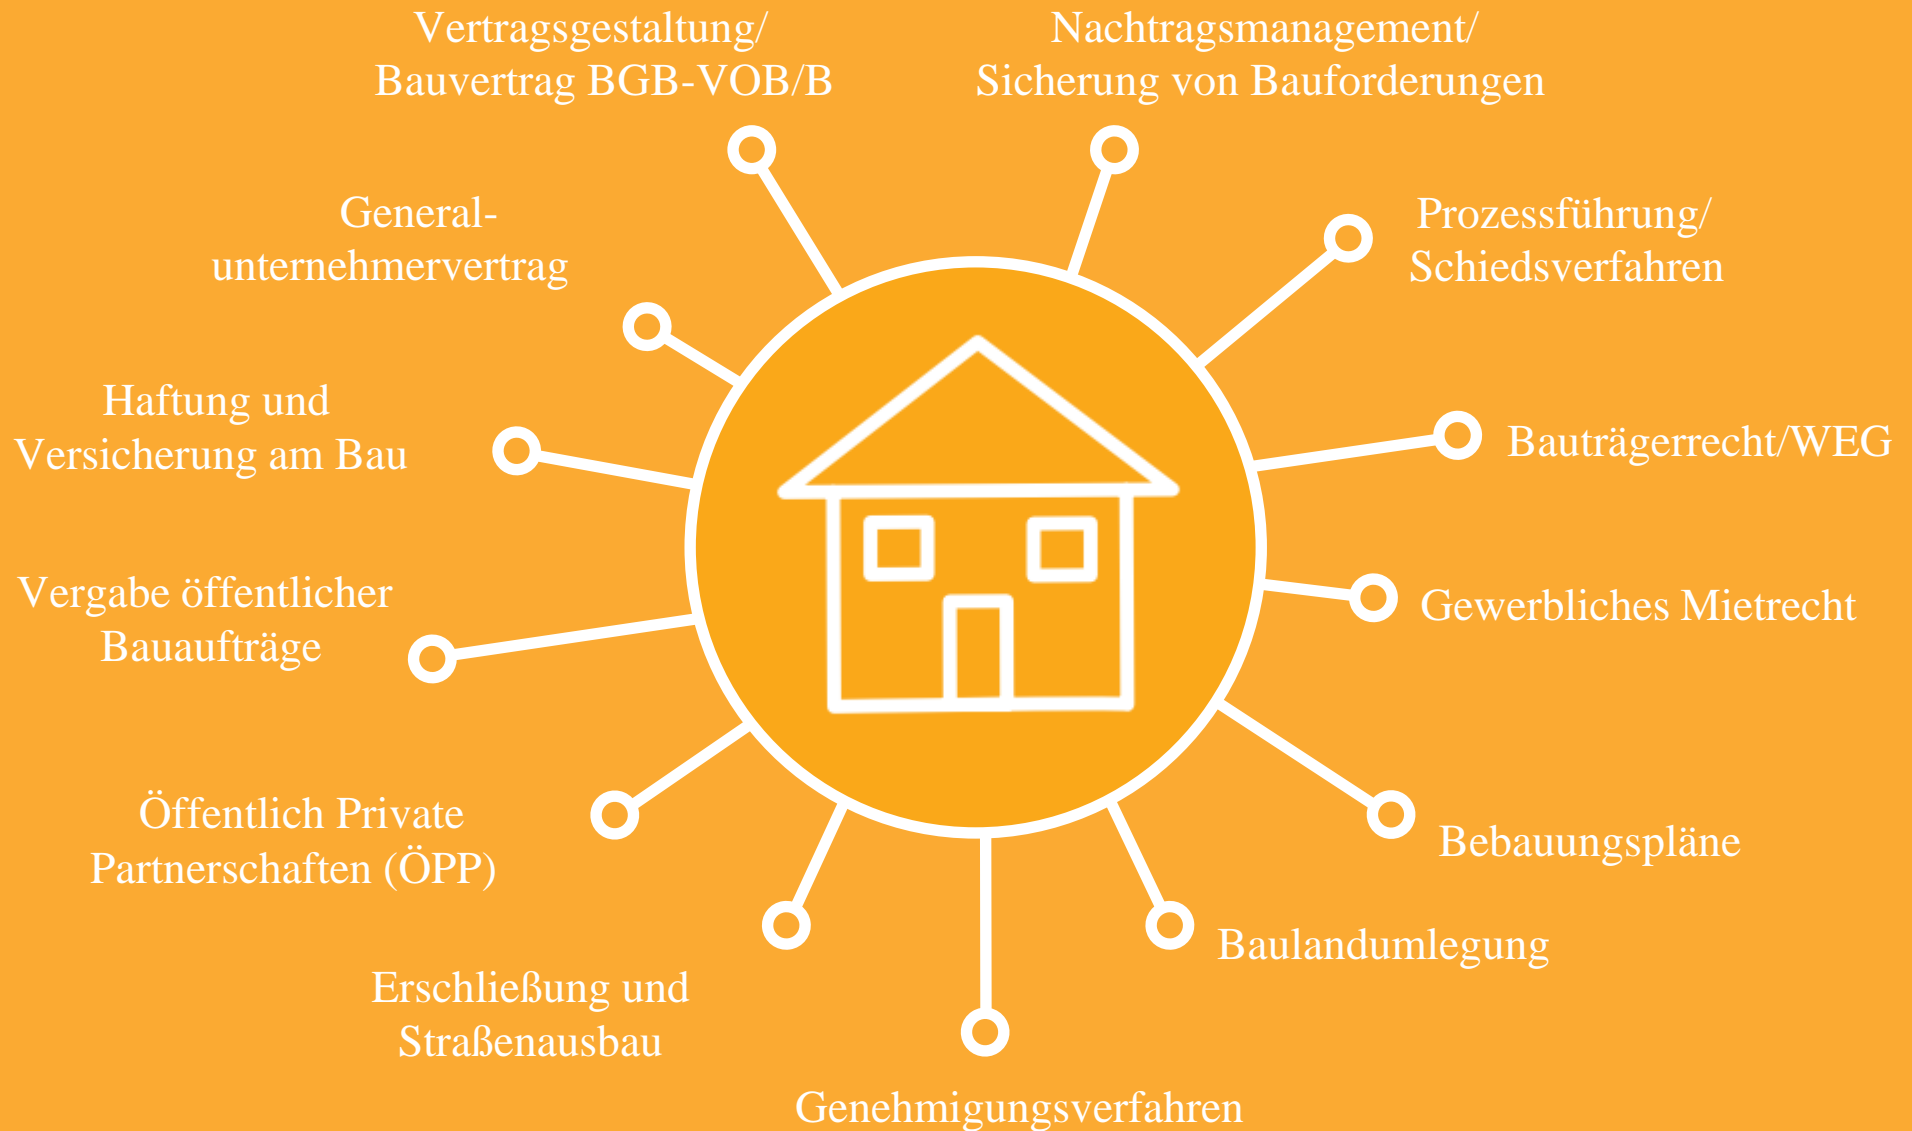 Vertragsgestaltung/
Bauvertrag BGB-VOB/B
Nachtragsmanagement/
Sicherung von Bauforderungen
General-
unternehmervertrag
Prozessführung/
Schiedsverfahren
Haftung und
Versicherung am Bau
Bauträgerrecht/WEG
Vergabe öffentlicher
Bauaufträge
Gewerbliches Mietrecht
Öffentlich Private
Partnerschaften (ÖPP)
Bebauungspläne
Erschließung und
Straßenausbau
Baulandumlegung
Genehmigungsverfahren